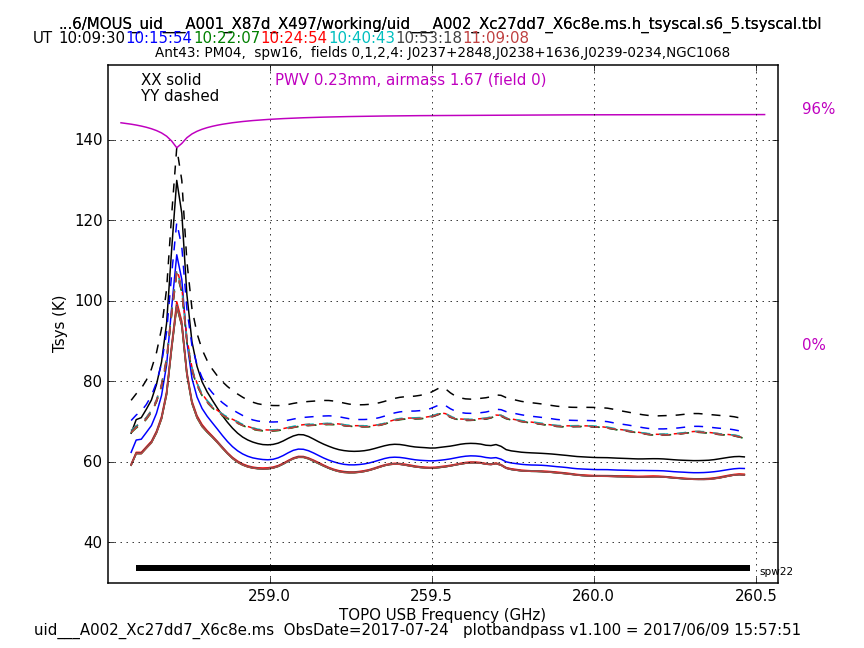 ...6/MOUS_uid___A001_X87d_X497/working/uid___A002_Xc27dd7_X6c8e.ms.h_tsyscal.s6_5.tsyscal.tbl
UT 10:09:30 10:15:54 10:22:07 10:24:54 10:40:43 10:53:18 11:09:08
Ant43: PM04, spw16, fields 0,1,2,4: J0237+2848,J0238+1636,J0239-0234,NGC1068
XX solid
PWV 0.23mm, airmass 1.67 (field 0)
YY dashed
96%
0%
140
120
100
80
60
40
Tsys (K)
spw22
259.0 259.5 260.0 260.5
TOPO USB Frequency (GHz)
uid___A002_Xc27dd7_X6c8e.ms ObsDate=2017-07-24 plotbandpass v1.100 = 2017/06/09 15:57:51